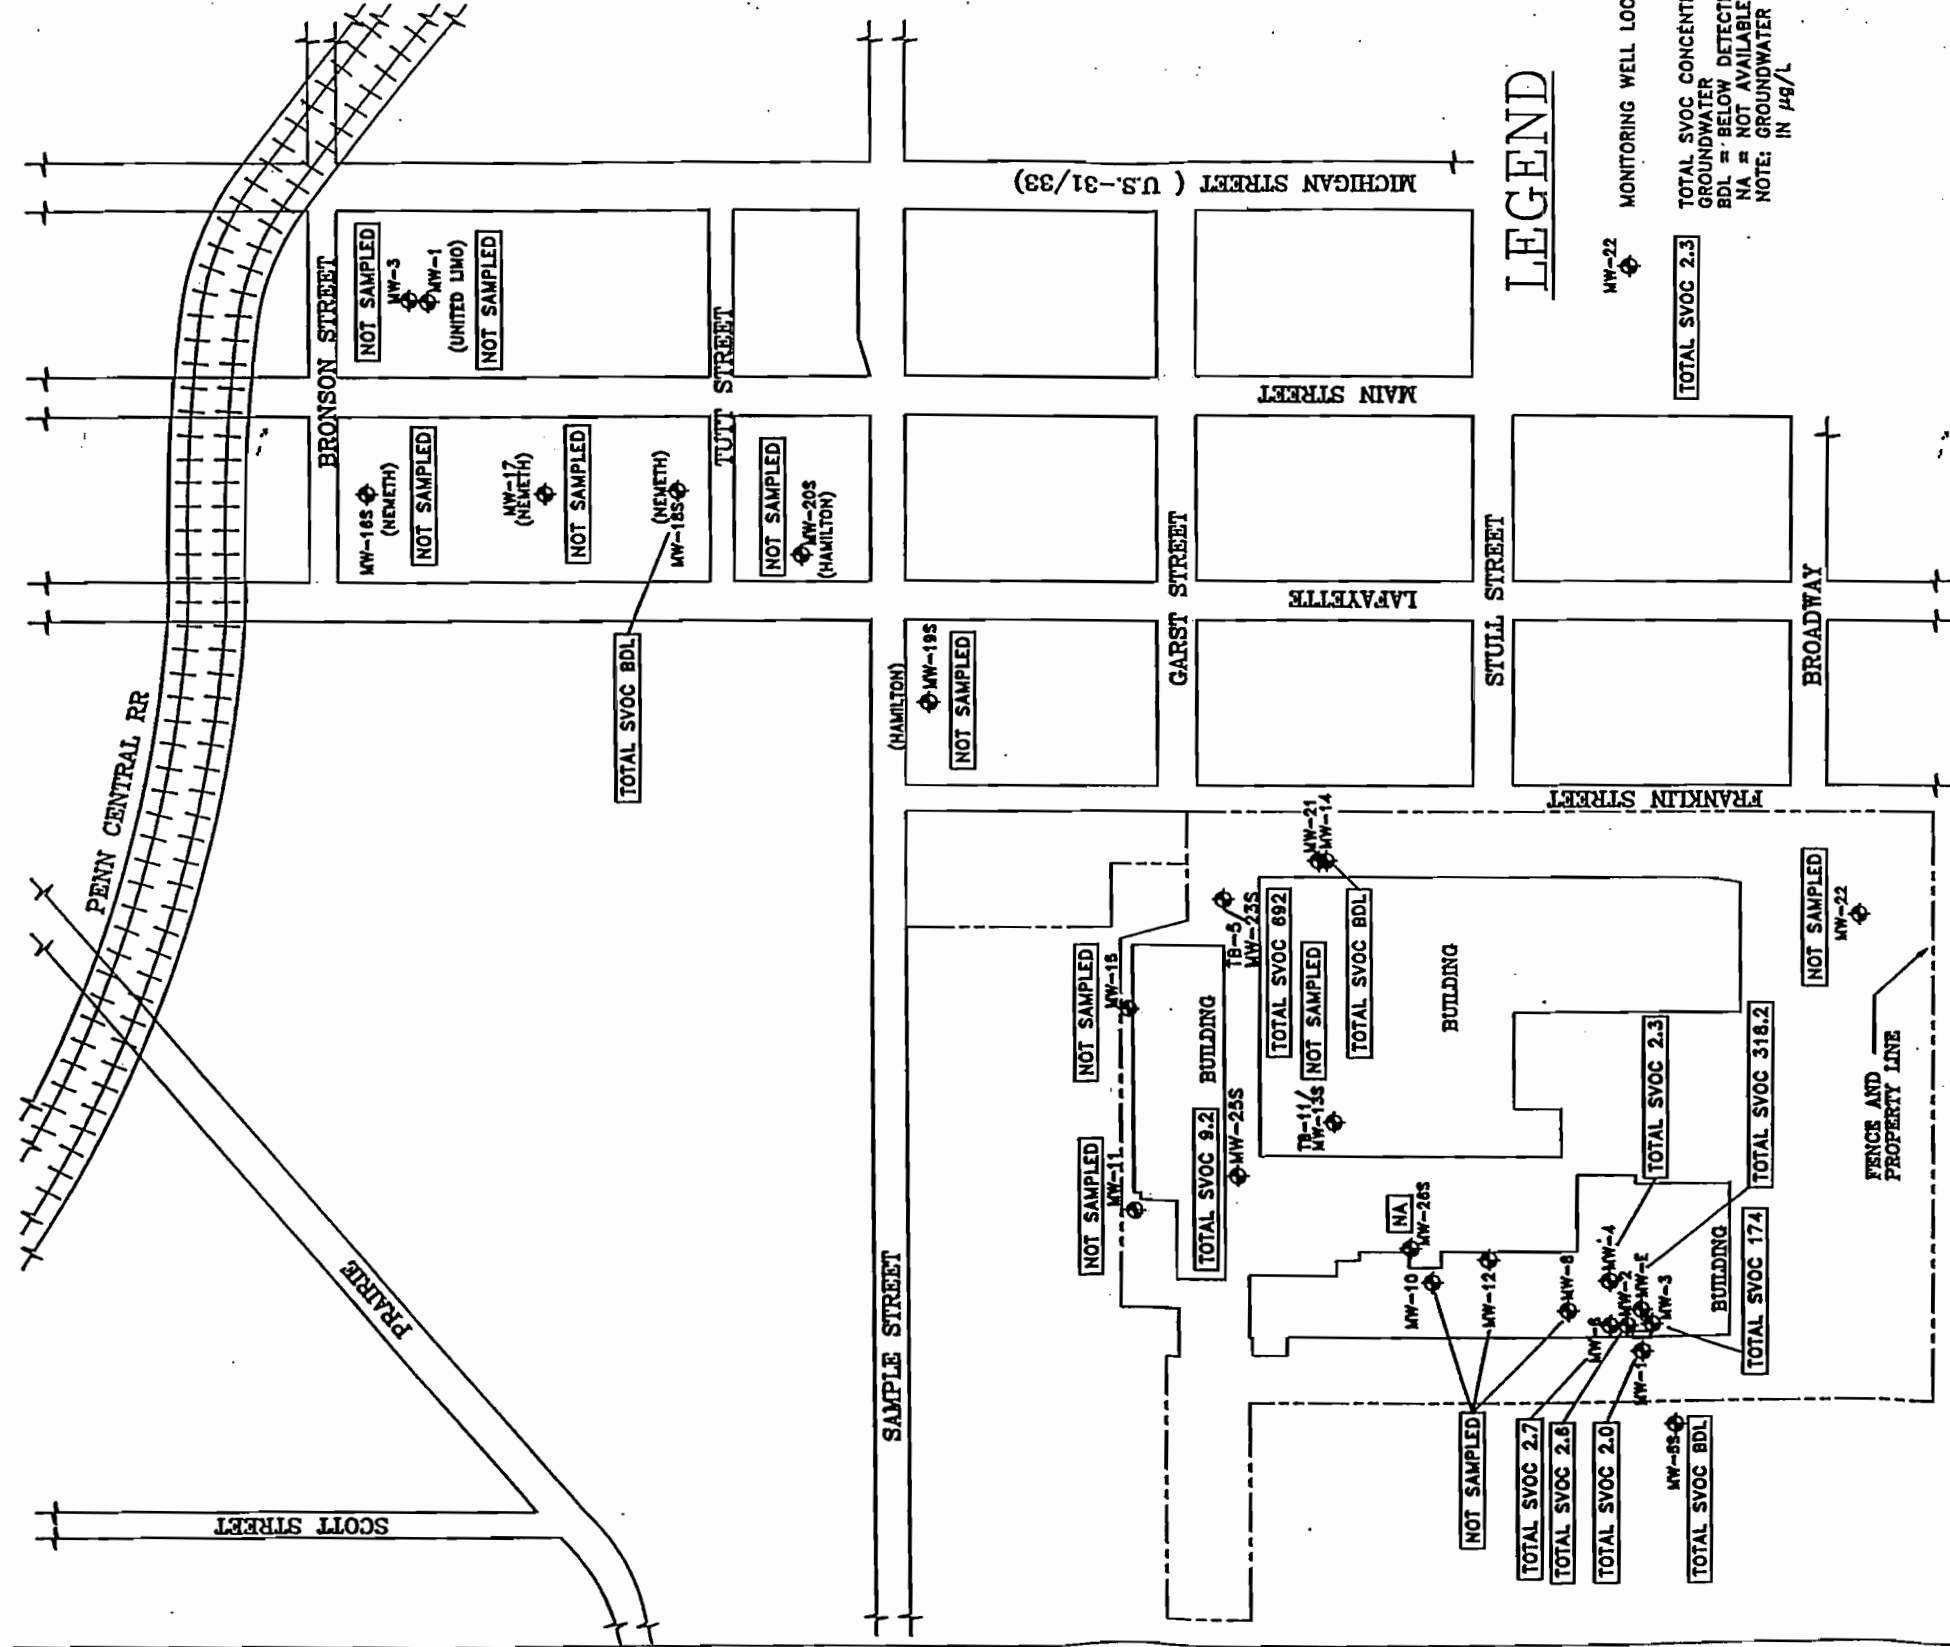 PENN CENTRAL RR
BRONSON STREET
TUTT STREET
SAMPLE STREET
GARST STREET
STULL STREET
BROADWAY
MICHIGAN STREET ( U.S.-31/33)
MAIN STREET
LAFAYETTE
FRANKLIN STREET
SCOTT STREET
PRAIRIE
NOT SAMPLED
MW-3
MW-1
(UNITED LIMO)
NOT SAMPLED
MW-16S
(NEMETH)
NOT SAMPLED
MW-17
(NEMETH)
NOT SAMPLED
(NEMETH)
MW-18S
TOTAL SVOC BDL
NOT SAMPLED
MW-20S
(HAMILTON)
(HAMILTON)
MW-19S
NOT SAMPLED
MW-21
MW-14
TOTAL SVOC BDL
TB-5
MW-23S
TOTAL SVOC 692
NOT SAMPLED
TB-11/
MW-13S
NOT SAMPLED
MW-15
NOT SAMPLED
MW-11
BUILDING
TOTAL SVOC 9.2
MW-25S
BUILDING
NA
MW-26S
MW-10
MW-12
MW-8
NOT SAMPLED
MW-4
TOTAL SVOC 2.3
MW-2
MW-E
TOTAL SVOC 318.2
MW-3
BUILDING
TOTAL SVOC 174
MW-6
TOTAL SVOC 2.7
TOTAL SVOC 2.6
MW-1
TOTAL SVOC 2.0
TOTAL SVOC BDL
NOT SAMPLED
MW-22
FENCE AND
PROPERTY LINE
LEGEND
MW-22
MONITORING WELL
TOTAL SVOC 2.3
TOTAL SVOC
GROUNDWATER
BDL = BELOW
NA = NOT AVAILABLE
NOTE: GROUNDWATER
IN µg/L